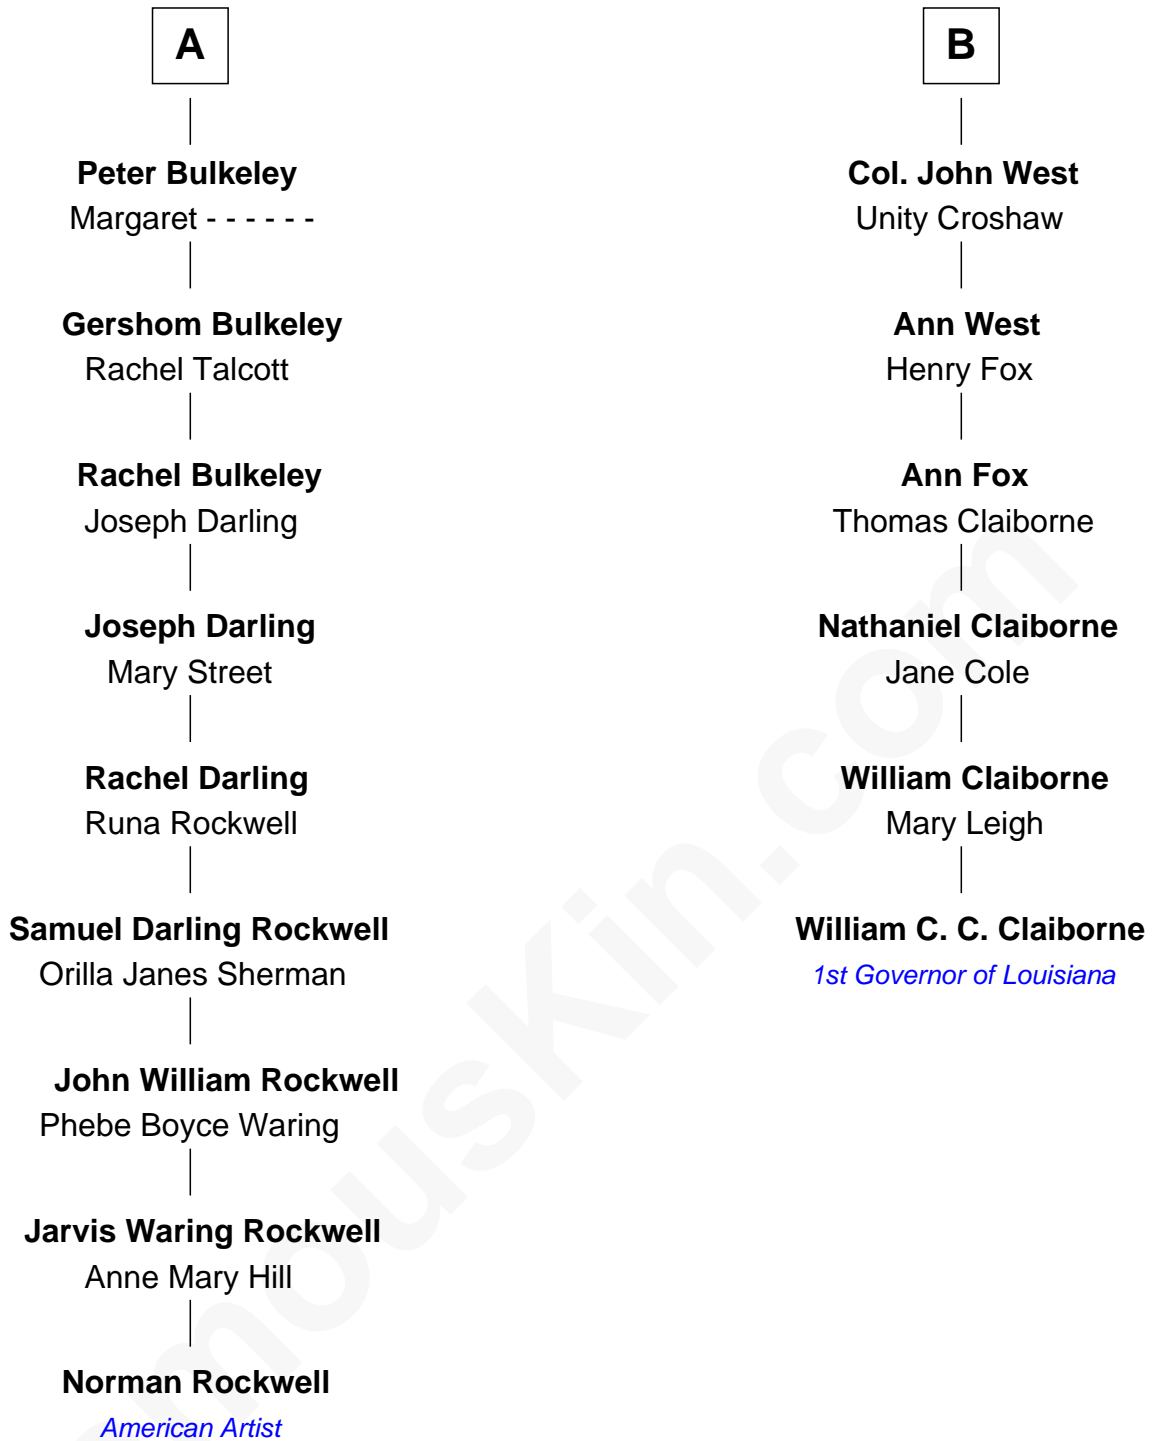 A
Peter Bulkeley
Margaret - - - - - -
Gershom Bulkeley
Rachel Talcott
Rachel Bulkeley
Joseph Darling
Joseph Darling
Mary Street
Rachel Darling
Runa Rockwell
Samuel Darling Rockwell
Orilla Janes Sherman
John William Rockwell
Phebe Boyce Waring
Jarvis Waring Rockwell
Anne Mary Hill
Norman Rockwell
American Artist
B
Col. John West
Unity Croshaw
Ann West
Henry Fox
Ann Fox
Thomas Claiborne
Nathaniel Claiborne
Jane Cole
William Claiborne
Mary Leigh
William C. C. Claiborne
1st Governor of Louisiana
mouskin.com